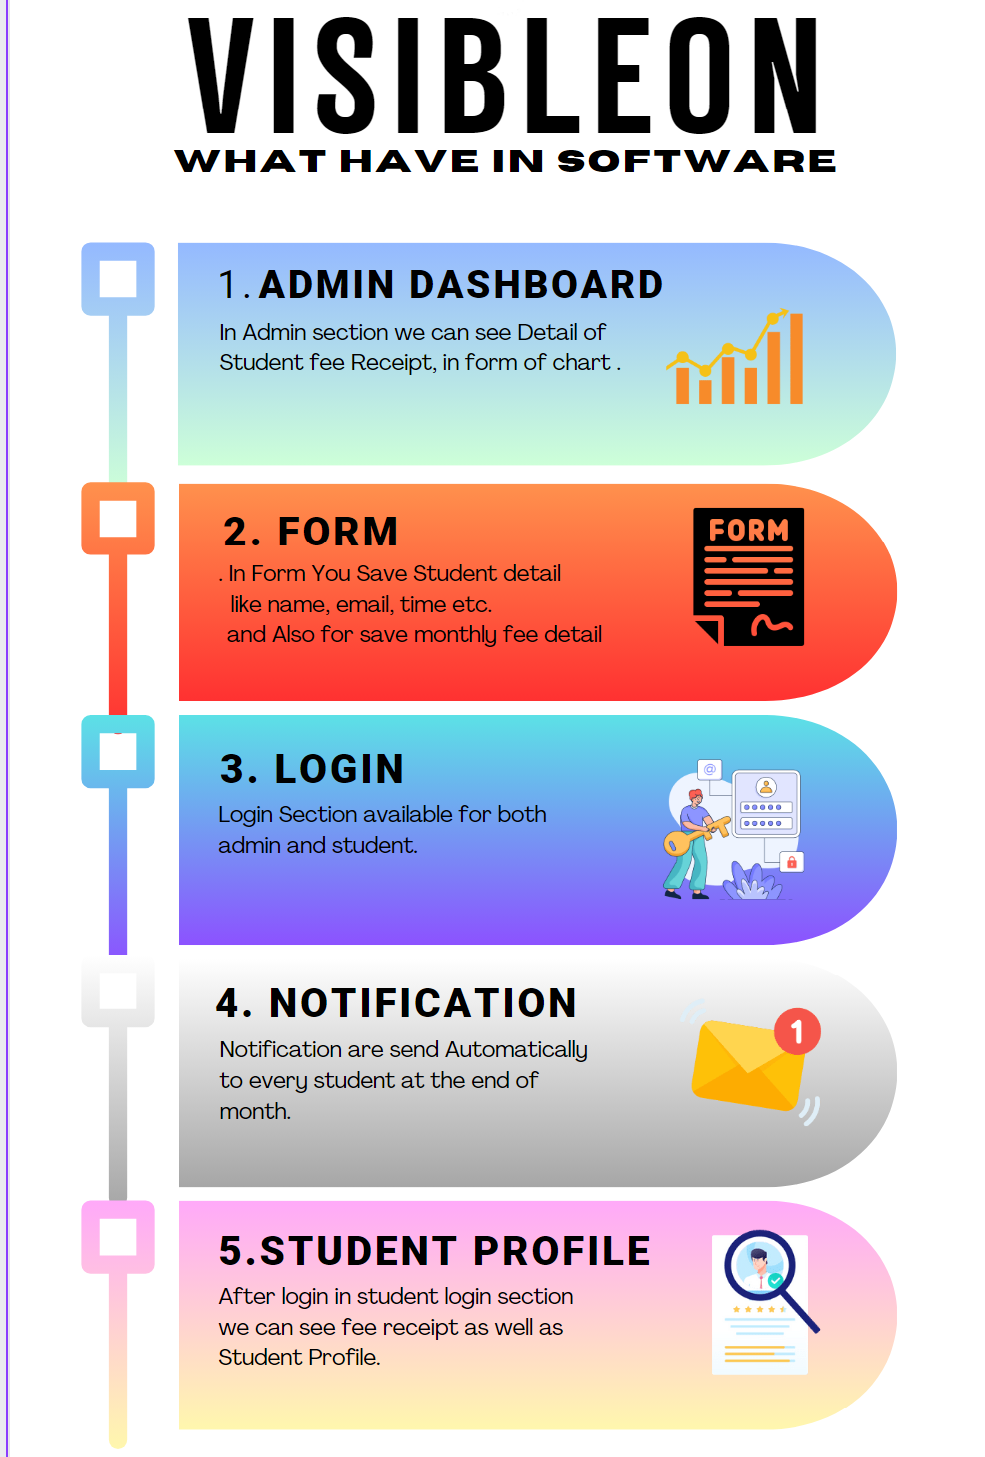 VISIBLEON
WHAT HAVE IN SOFTWARE
1. ADMIN DASHBOARD
In Admin section we can see Detail of
Student fee Receipt, in form of chart .
2. FORM
. In Form You Save Student detail
like name, email, time etc.
and Also for save monthly fee detail
FORM
3. LOGIN
Login Section available for both
admin and student.
@
4. NOTIFICATION
Notification are send Automatically
to every student at the end of
month.
1
5.STUDENT PROFILE
After login in student login section
we can see fee receipt as well as
Student Profile.